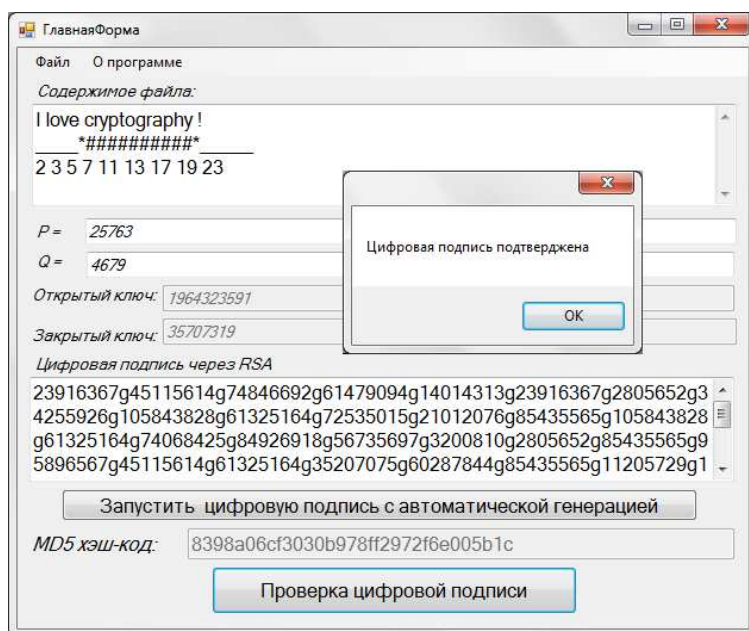 ГлавнаяФорма
Файл О программе
Содержимое файла:
I love cryptography !
____*##########*_____
2 3 5 7 11 13 17 19 23
P = 25763
Q = 4679
Цифровая подпись подтверждена
OK
Открытый ключ: 1964323591
Закрытый ключ: 35707319
Цифровая подпись через RSA
23916367g45115614g74846692g61479094g14014313g23916367g2805652g3
4255926g105843828g61325164g72535015g21012076g85435565g105843828
g61325164g74068425g84926918g56735697g3200810g2805652g85435565g9
5896567g45115614g61325164g35207075g60287844g85435565g11205729g1
Запустить цифровую подпись с автоматической генерацией
MD5 хэш-код: 8398a06cf3030b978ff2972f6e005b1c
Проверка цифровой подписи